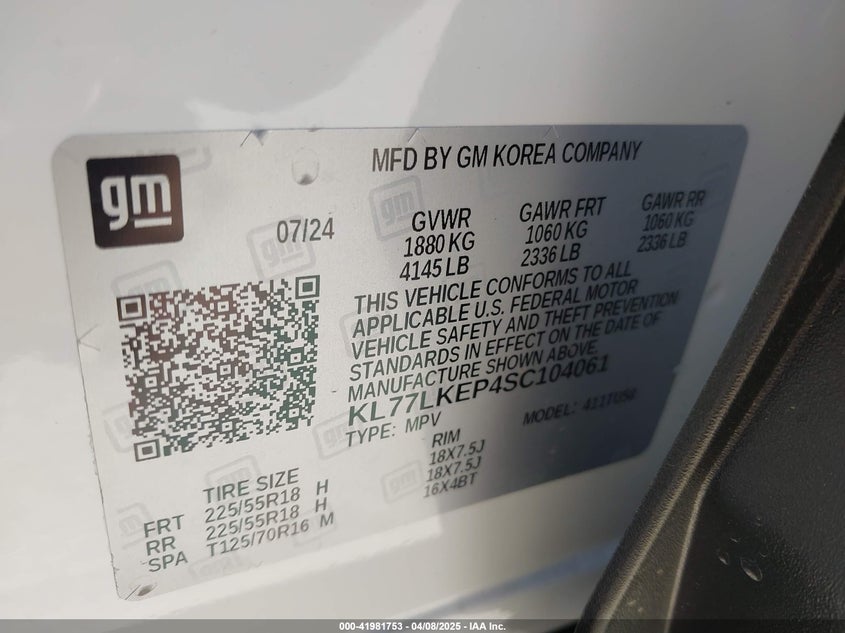 gm
MFD BY GM KOREA COMPANY
07/24
GVWR
1880 KG
4145 LB
GAWR FRT
1060 KG
2336 LB
GAWR RR
1060 KG
2336 LB
THIS VEHICLE CONFORMS TO ALL
APPLICABLE U.S. FEDERAL MOTOR
VEHICLE SAFETY AND THEFT PREVENTION
STANDARDS IN EFFECT ON THE DATE OF
MANUFACTURE SHOWN ABOVE.
KL77LKEP4SC104061
TYPE: MPV
MODEL: 411TU58
TIRE SIZE
RIM
FRT 225/55R18 H 18X7.5J
RR 225/55R18 H 18X7.5J
SPA T125/70R16 M 16X4BT
000-41981753 - 04/08/2025 - IAA Inc.